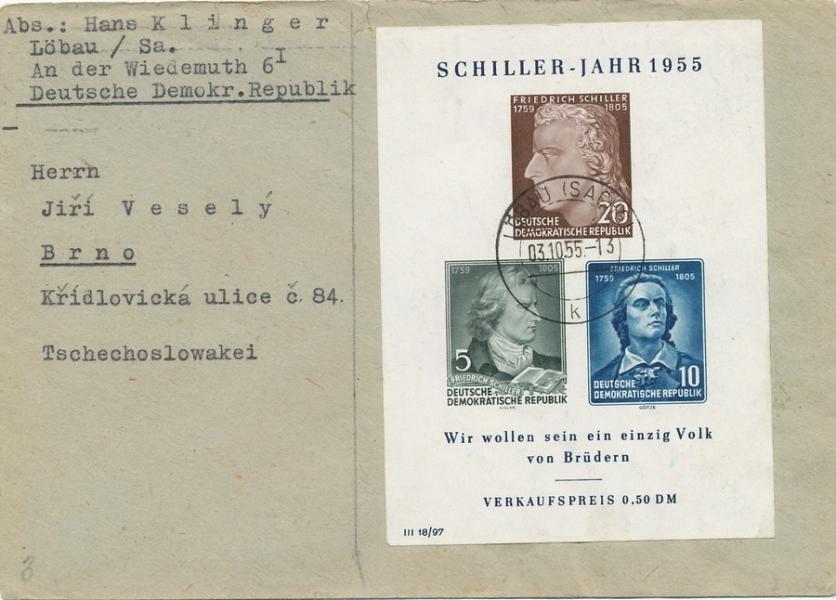 Abs.: Hans K l i n g e r
Löbau / Sa.
An der Wiedemuth 6I
Deutsche Demokr.Republik
Herrn
Jiří V e s e l ý
B r n o
Křídlovická ulice č. 84.
Tschechoslowakei
3
SCHILLER-JAHR 1955
FRIEDRICH SCHILLER
1759 1805
20
DEUTSCHE
DEMOKRATISCHE REPUBLIK
LÖBAU (SACHS)
03.10.55.-13
k
1759 1805
5
FRIEDRICH SCHILLER
DEUTSCHE
DEMOKRATISCHE REPUBLIK
FRIEDRICH SCHILLER
1759 1805
DEUTSCHE 10
DEMOKRATISCHE REPUBLIK
Wir wollen sein ein einzig Volk
von Brüdern
VERKAUFSPREIS 0,50 DM
III 18/97